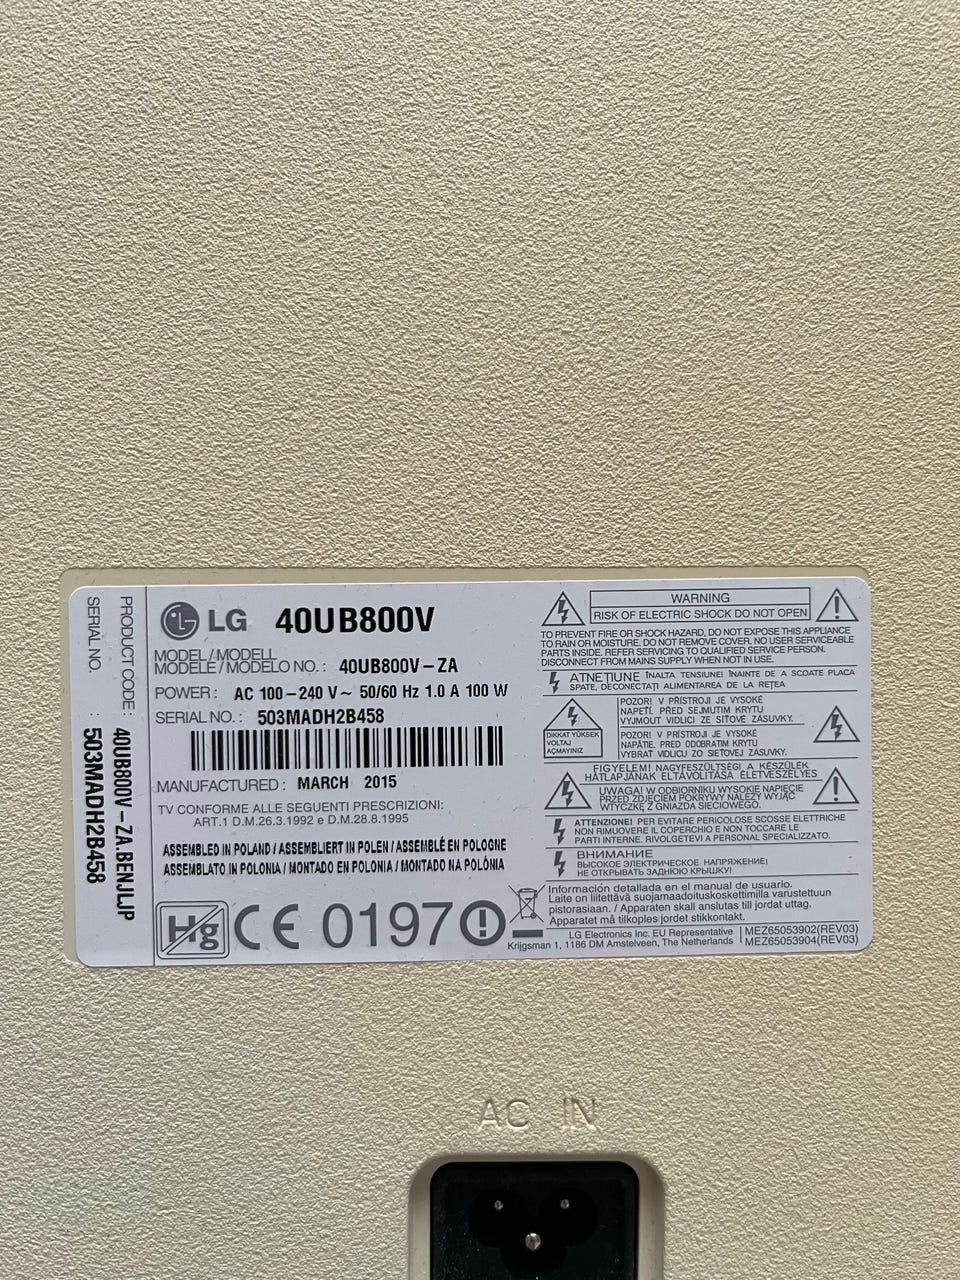 PRODUCT CODE: 40UB800V-ZA.BENJLJP
SERIAL NO. : 503MADH2B458
LG 40UB800V
MODEL / MODELL
MODÈLE / MODELO NO. : 40UB800V-ZA
POWER : AC 100-240 V~ 50/60 Hz 1.0 A 100 W
SERIAL NO. : 503MADH2B458
MANUFACTURED : MARCH 2015
TV CONFORME ALLE SEGUENTI PRESCRIZIONI:
ART.1 D.M.26.3.1992 e D.M.28.8.1995
ASSEMBLED IN POLAND / ASSEMBLIERT IN POLEN / ASSEMBLÉ EN POLOGNE
ASSEMBLATO IN POLONIA / MONTADO EN POLONIA / MONTADO NA POLÔNIA
Hg CE 0197
WARNING
RISK OF ELECTRIC SHOCK DO NOT OPEN
TO PREVENT FIRE OR SHOCK HAZARD, DO NOT EXPOSE THIS APPLIANCE
TO RAIN OR MOISTURE. DO NOT REMOVE COVER. NO USER SERVICEABLE
PARTS INSIDE. REFER SERVICING TO QUALIFIED SERVICE PERSON.
DISCONNECT FROM MAINS SUPPLY WHEN NOT IN USE.
ATNEȚIUNE ÎNALTA TENSIUNE! ÎNAINTE DE A SCOATE PLACA
SPATE, DECONECTAȚI ALIMENTAREA DE LA REȚEA
DIKKAT YÜKSEK
VOLTAJ
AÇMAYINIZ
POZOR! V PŘÍSTROJI JE VYSOKÉ
NAPĚTÍ. PŘED SEJMUTIM KRYTU
VYJMOUT VIDLICI ZE SÍŤOVÉ ZÁSUVKY.
POZOR! V PRÍSTROJI JE VYSOKÉ
NAPÄTIE. PRED ODOBRATIM KRYTU
VYBRAŤ VIDLICU ZO SIEŤOVEJ ZÁSUVKY.
FIGYELEM! NAGYFESZÜLTSÉG! A KÉSZÜLÉK
HÁTLAPJÁNAK ELTÁVOLÍTÁSA ÉLETVESZÉLYES
UWAGA! W ODBIORNIKU WYSOKIE NAPIĘCIE
PRZED ZDJĘCIEM POKRYWY NALEŻY WYJĄĆ
WTYCZKĘ Z GNIAZDA SIECIOWEGO.
ATTENZIONE! PER EVITARE PERICOLOSE SCOSSE ELETTRICHE
NON RIMUOVERE IL COPERCHIO E NON TOCCARE LE
PARTI INTERNE. RIVOLGETEVI A PERSONAL SPECIALIZZATO.
ВНИМАНИЕ
ВЫСОКОЕ ЭЛЕКТРИЧЕСКОЕ НАПРЯЖЕНИЕ!
НЕ ОТКРЫВАТЬ ЗАДНЮЮ КРЫШКУ!
Información detallada en el manual de usuario.
Laite on liitettävä suojamaadoituskoskettimilla varustettuun
pistorasiaan. / Apparaten skall anslutas till jordat uttag.
Apparatet må tilkoples jordet stikkontakt.
LG Electronics Inc. EU Representative
Krijgsman 1, 1186 DM Amstelveen, The Netherlands
MEZ65053902(REV03)
MEZ65053904(REV03)
AC IN